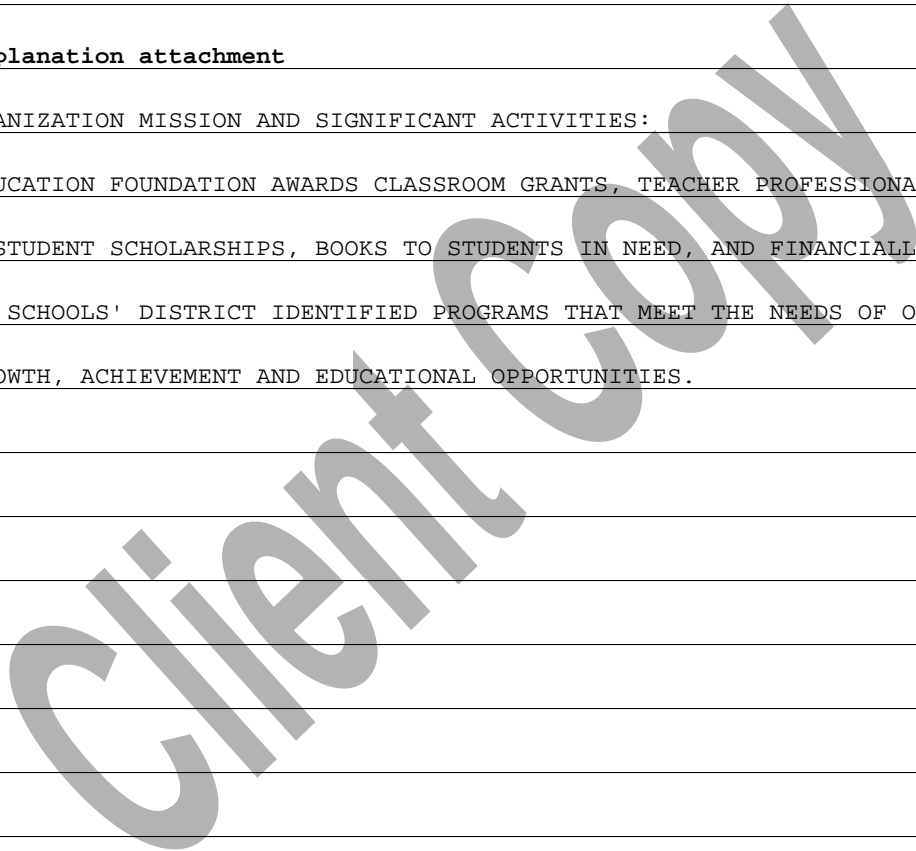 planation attachment
ANIZATION MISSION AND SIGNIFICANT ACTIVITIES:
UCATION FOUNDATION AWARDS CLASSROOM GRANTS, TEACHER PROFESSIONA
STUDENT SCHOLARSHIPS, BOOKS TO STUDENTS IN NEED, AND FINANCIALL
SCHOOLS' DISTRICT IDENTIFIED PROGRAMS THAT MEET THE NEEDS OF O
OWTH, ACHIEVEMENT AND EDUCATIONAL OPPORTUNITIES.
Client Copy